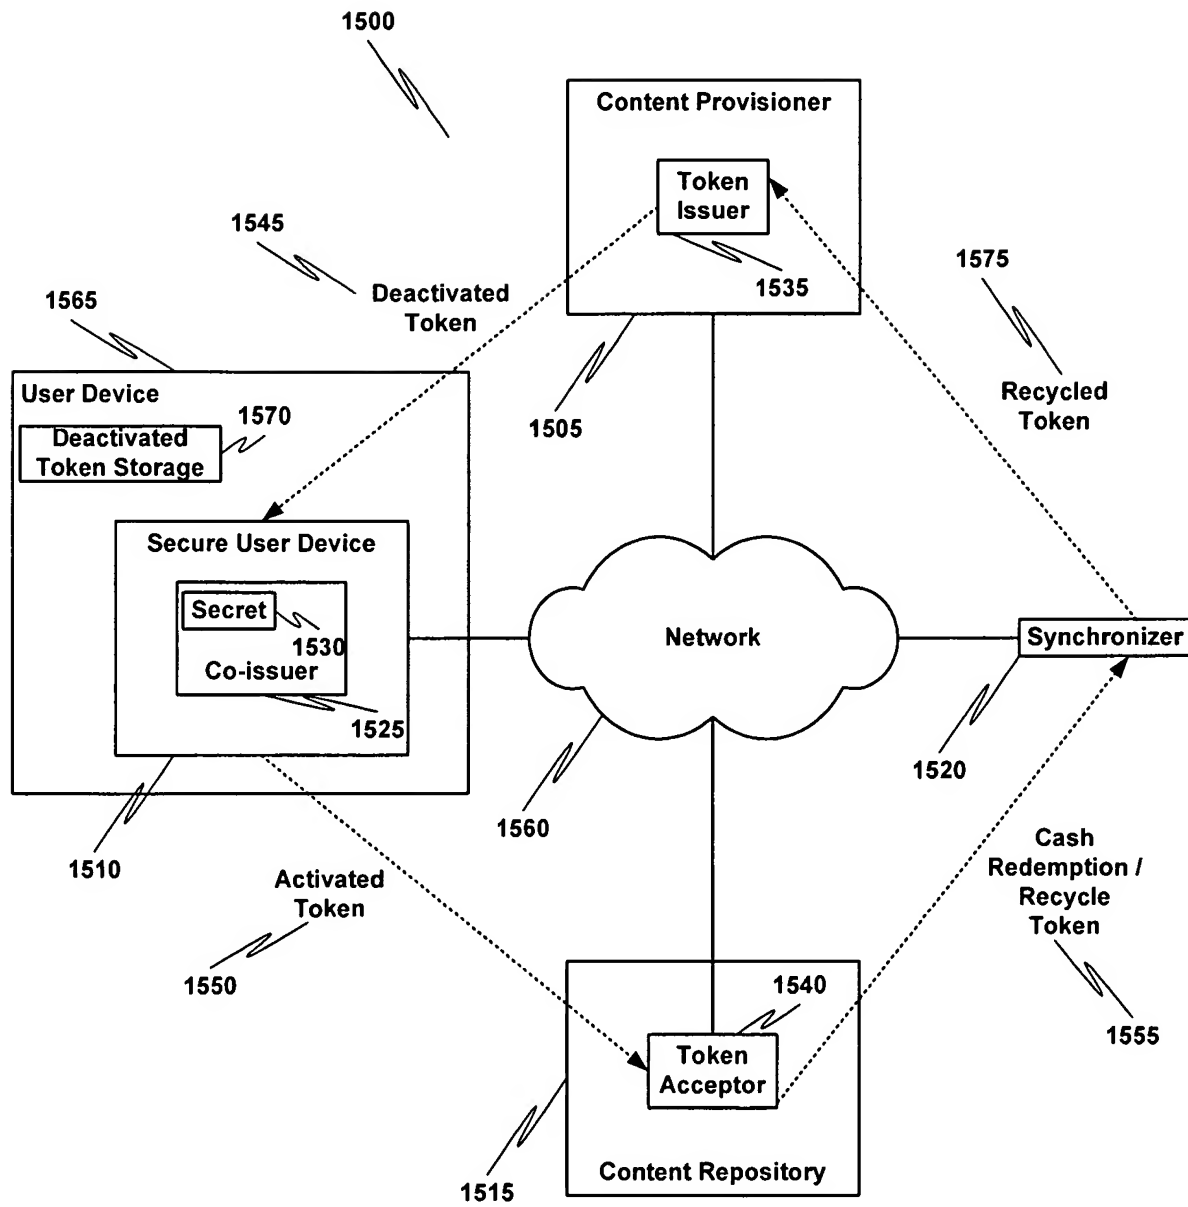 1500
Content Provisioner
Token
Issuer
1535
1545
Deactivated
Token
1575
1565
Recycled
Token
User Device
1570
Deactivated
Token Storage
1505
Secure User Device
Secret
1530
Co-issuer
1525
Network
Synchronizer
1520
1560
1510
Activated
Token
Cash
Redemption /
Recycle
Token
1550
1540
1555
Token
Acceptor
Content Repository
1515